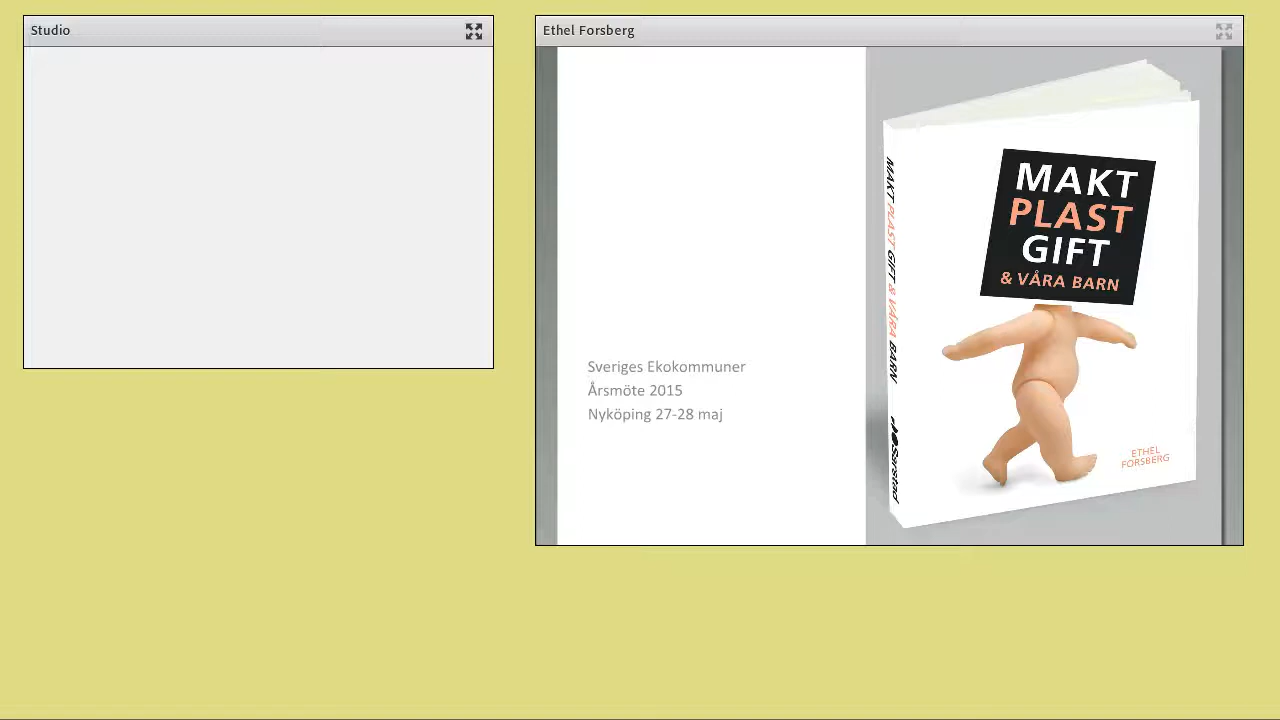 Studio
Ethel Forsberg
Sveriges Ekokommuner
Årsmöte 2015
Nyköping 27-28 maj
MAKT PLAST GIFT & VÅRA BARN
Sarstad
MAKT
PLAST
GIFT
& VÅRA BARN
ETHEL
FORSBERG